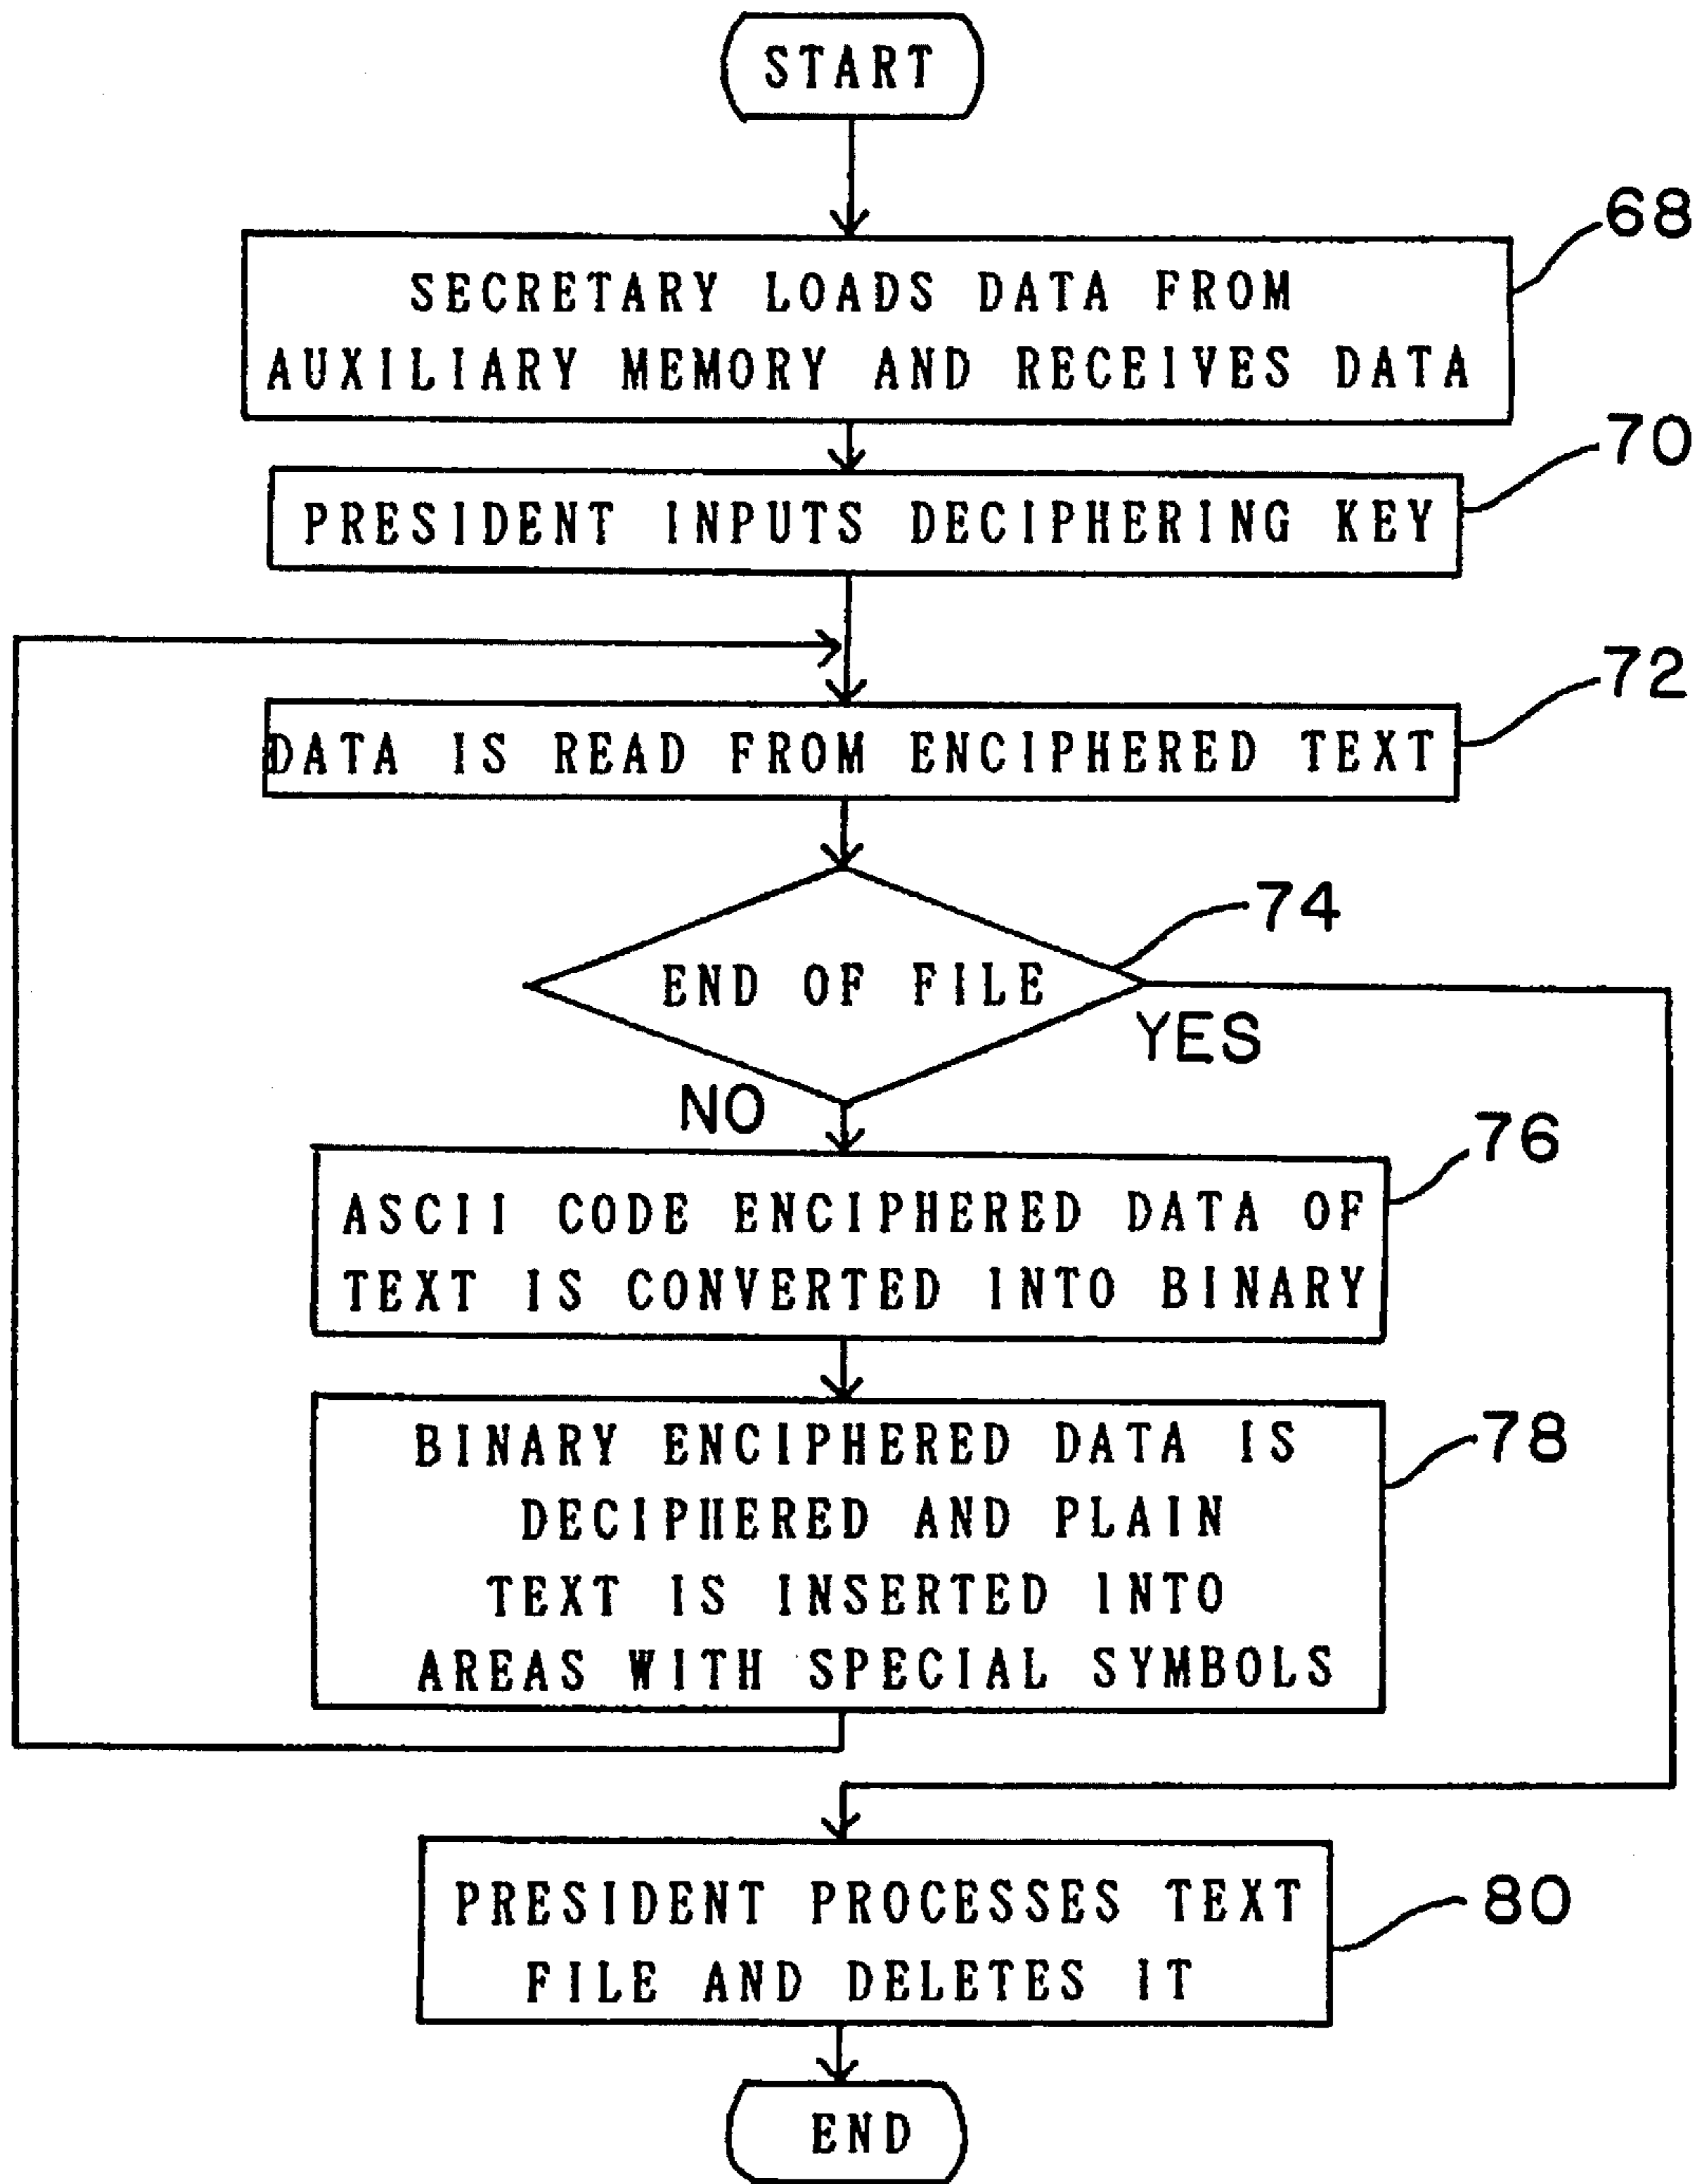 START
68
SECRETARY LOADS DATA FROM
AUXILIARY MEMORY AND RECEIVES DATA
70
PRESIDENT INPUTS DECIPHERING KEY
72
DATA IS READ FROM ENCIPHERED TEXT
74
END OF FILE
YES
NO
76
ASCII CODE ENCIPHERED DATA OF
TEXT IS CONVERTED INTO BINARY
78
BINARY ENCIPHERED DATA IS
DECIPHERED AND PLAIN
TEXT IS INSERTED INTO
AREAS WITH SPECIAL SYMBOLS
80
PRESIDENT PROCESSES TEXT
FILE AND DELETES IT
END